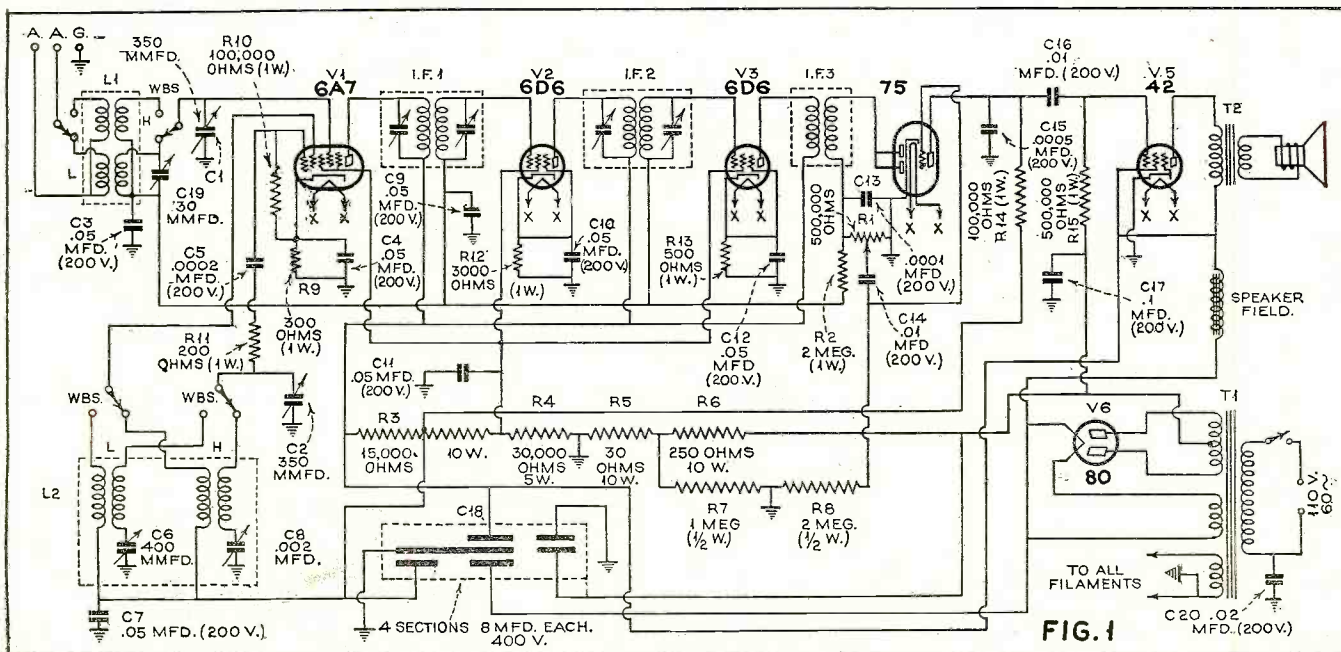 A. A. G.
L1
WBS
H
L
350
MMFD.
C1
C19
30
MMFD.
C3
.05
MFD.
(200 V.)
R10
100,000
OHMS (1W.)
V1
6A7
I.F.1
V2
6D6
I.F.2
V3
6D6
I.F.3
75
C16
.01
MFD. (200 V.)
V.5
42
T2
C5
.0002
MFD.
(200 V.)
X X
R9
300
OHMS
(1W.)
C4
.05
MFD.
(200 V.)
C9
.05
MFD.
(200 V.)
X X
R12
3000
OHMS
(1W.)
C10
.05
MFD.
(200 V.)
X X
R13
500
OHMS
(1W.)
C12
.05
MFD
(200 V.)
500,000
OHMS
R1
C13
.0001
MFD
(200 V.)
X X
R2
2 MEG.
(1W.)
C14
.01
MFD
(200 V.)
100,000
OHMS
R14 (1W.)
C15
.0005
MFD.
(200 V.)
500,000
OHMS
R15 (1W.)
C17
.1
MFD.
(200 V.)
SPEAKER
FIELD.
R11
200
OHMS
(1W.)
WBS.
WBS.
L
H
C2
350
MMFD.
L2
C6
400
MMFD.
C8
.002
MFD.
C7
.05 MFD. (200 V.)
C11
.05 MFD.
(200 V.)
R3
15,000
OHMS
10 W.
R4
30,000
OHMS
5W.
R5
30
OHMS
10 W.
R6
250 OHMS
10 W.
R7
1 MEG
(1/2 W.)
R8
2 MEG.
(1/2 W.)
C18
4 SECTIONS 8 MFD. EACH.
400 V.
V6
80
T1
110 V.
60~
TO ALL
FILAMENTS
C20 .02
MFD. (200 V.)
FIG.1